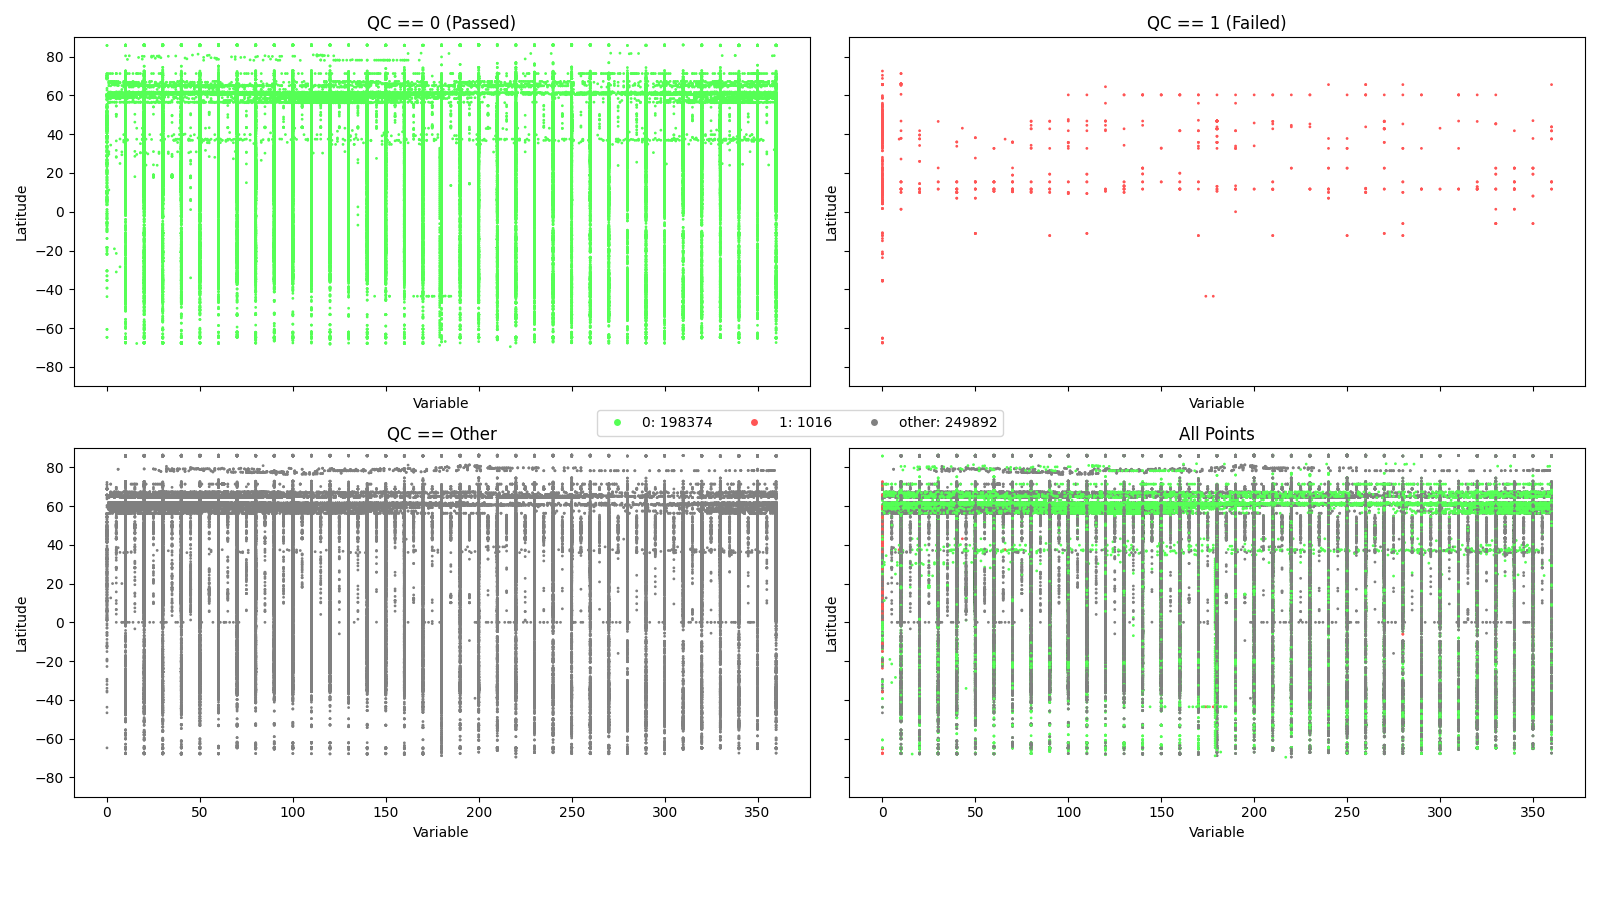 QC == 0 (Passed)
QC == 1 (Failed)
80
60
40
20
0
−20
−40
−60
−80
Latitude
Latitude
Variable
Variable
0: 198374 1: 1016 other: 249892
QC == Other
All Points
80
60
40
20
0
−20
−40
−60
−80
Latitude
Latitude
0 50 100 150 200 250 300 350
0 50 100 150 200 250 300 350
Variable
Variable